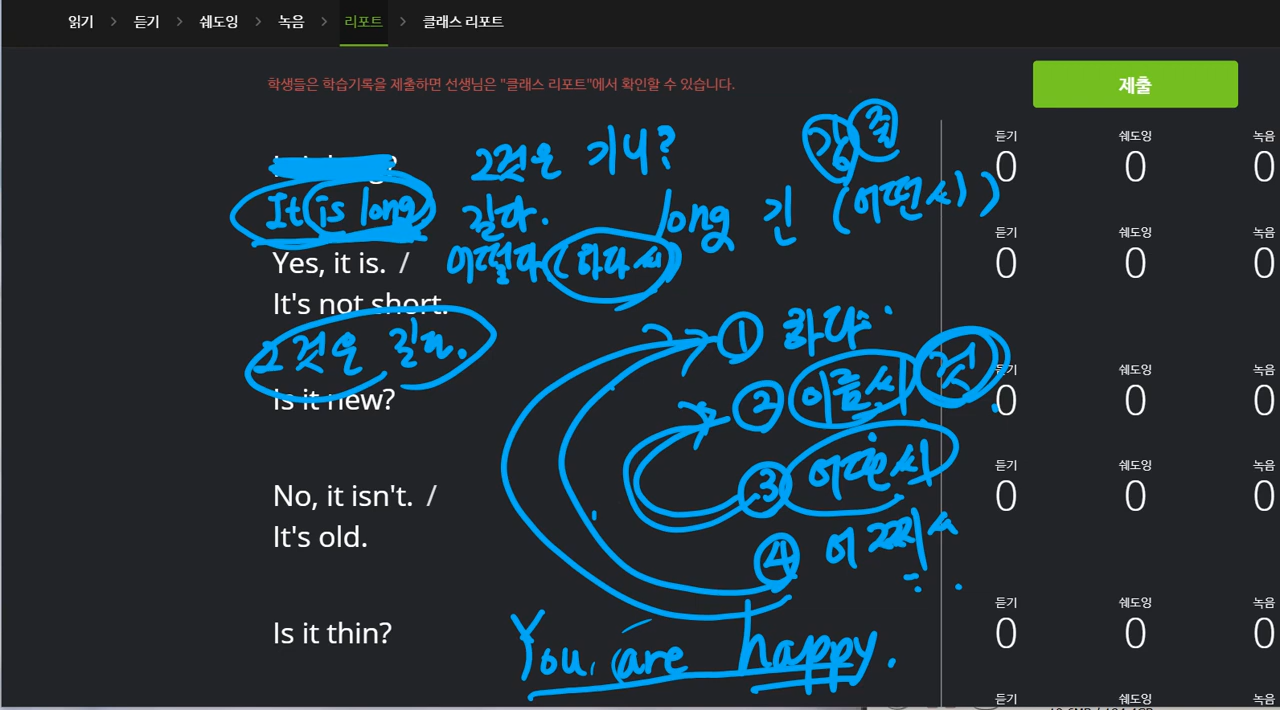 읽기 > 듣기 > 쉐도잉 > 녹음 > 리포트 > 클래스 리포트
학생들은 학습기록을 제출하면 선생님은 "클래스 리포트"에서 확인할 수 있습니다.
제출
듣기 쉐도잉 녹음
0 0 0
그것은 기니?
It is long
길다.
long 긴 (어떤씨)
어떻다 (하다씨)
Yes, it is. /
It's not short.
듣기 쉐도잉 녹음
0 0 0
그것은 길다.
① 하다
② 이름씨 것
Is it new?
듣기 쉐도잉 녹음
0 0 0
③ 어떤씨
No, it isn't. /
It's old.
듣기 쉐도잉 녹음
0 0 0
④ 어찌씨
Is it thin?
듣기 쉐도잉 녹음
0 0 0
You are happy.
듣기 쉐도잉 녹음